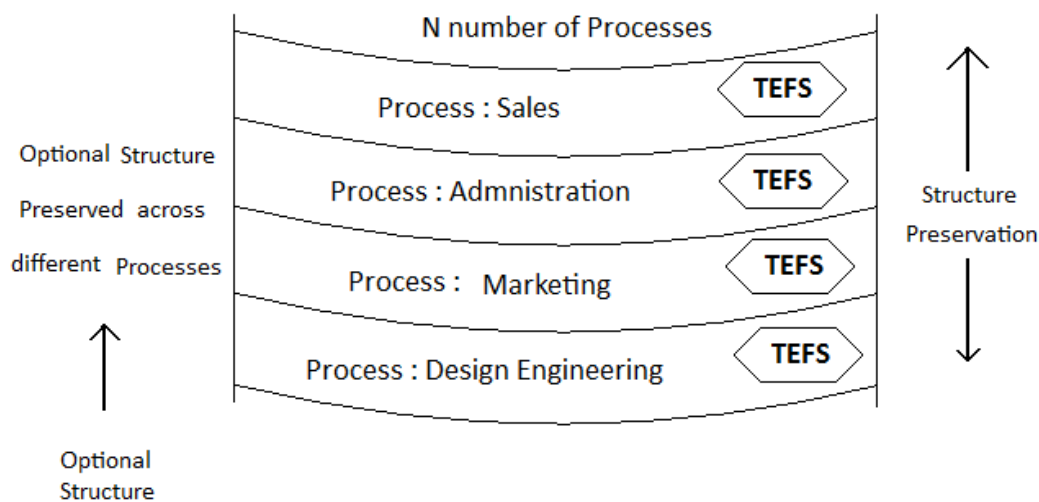 N number of Processes
TEFS
Process : Sales
Optional Structure
Preserved across
different Processes
TEFS
Process : Admnistration
Structure
Preservation
TEFS
Process : Marketing
TEFS
Process : Design Engineering
Optional
Structure